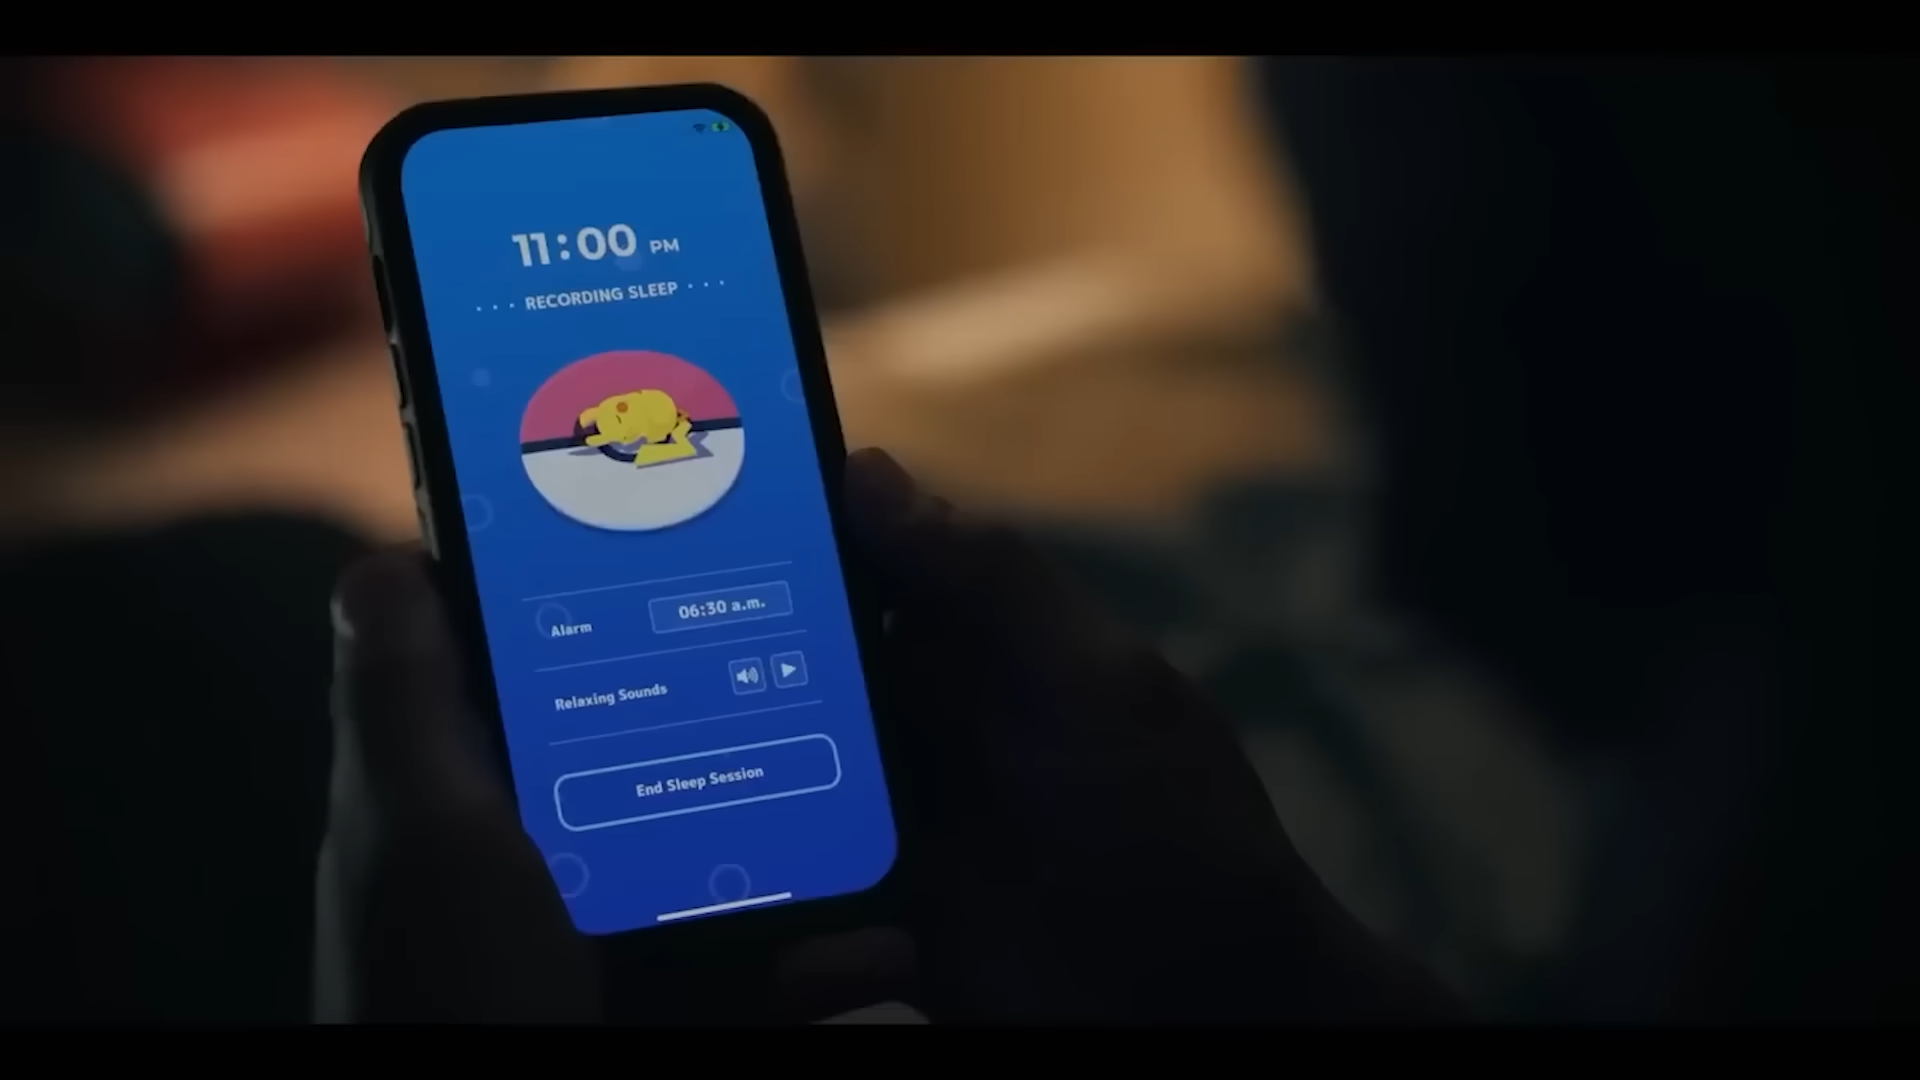 11:00 PM
· · · RECORDING SLEEP · · ·
Alarm 06:30 a.m.
Relaxing Sounds
End Sleep Session